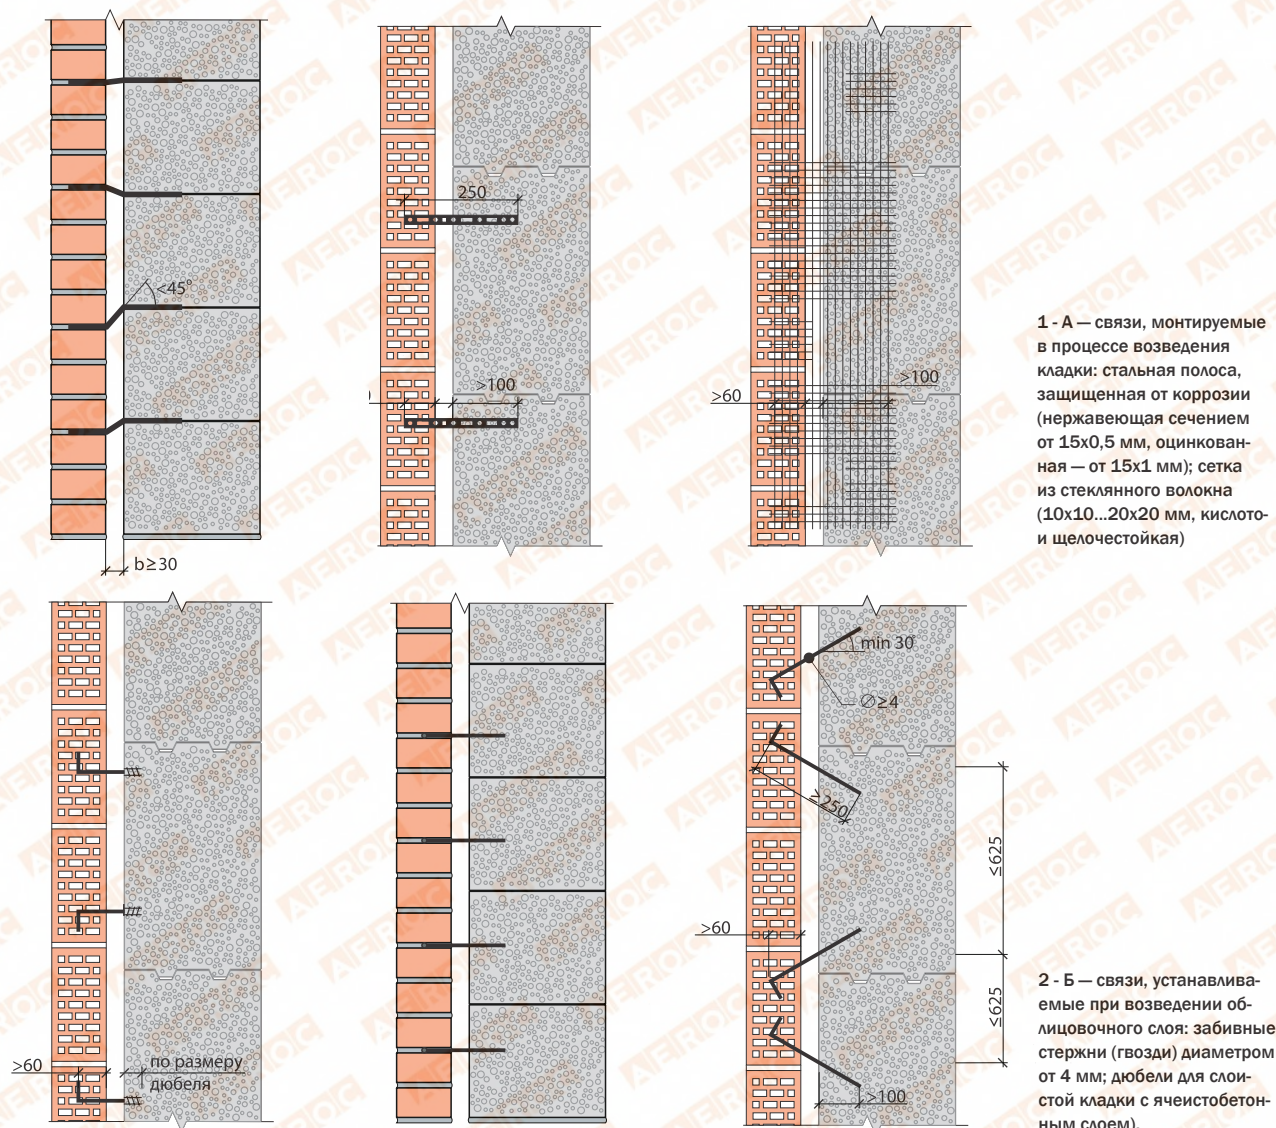 <45°
b≥30
250
>100
>60
>100
1 - А — связи, монтируемые
в процессе возведения
кладки: стальная полоса,
защищенная от коррозии
(нержавеющая сечением
от 15х0,5 мм, оцинкован-
ная — от 15х1 мм); сетка
из стеклянного волокна
(10х10...20х20 мм, кислото-
и щелочестойкая)
>60
по размеру
дюбеля
min 30
∅≥4
≥250
≤625
>60
≤625
>100
2 - Б — связи, устанавлива-
емые при возведении об-
лицовочного слоя: забивные
стержни (гвозди) диаметром
от 4 мм; дюбели для слои-
стой кладки с ячеистобетон-
ным слоем).
AEROC